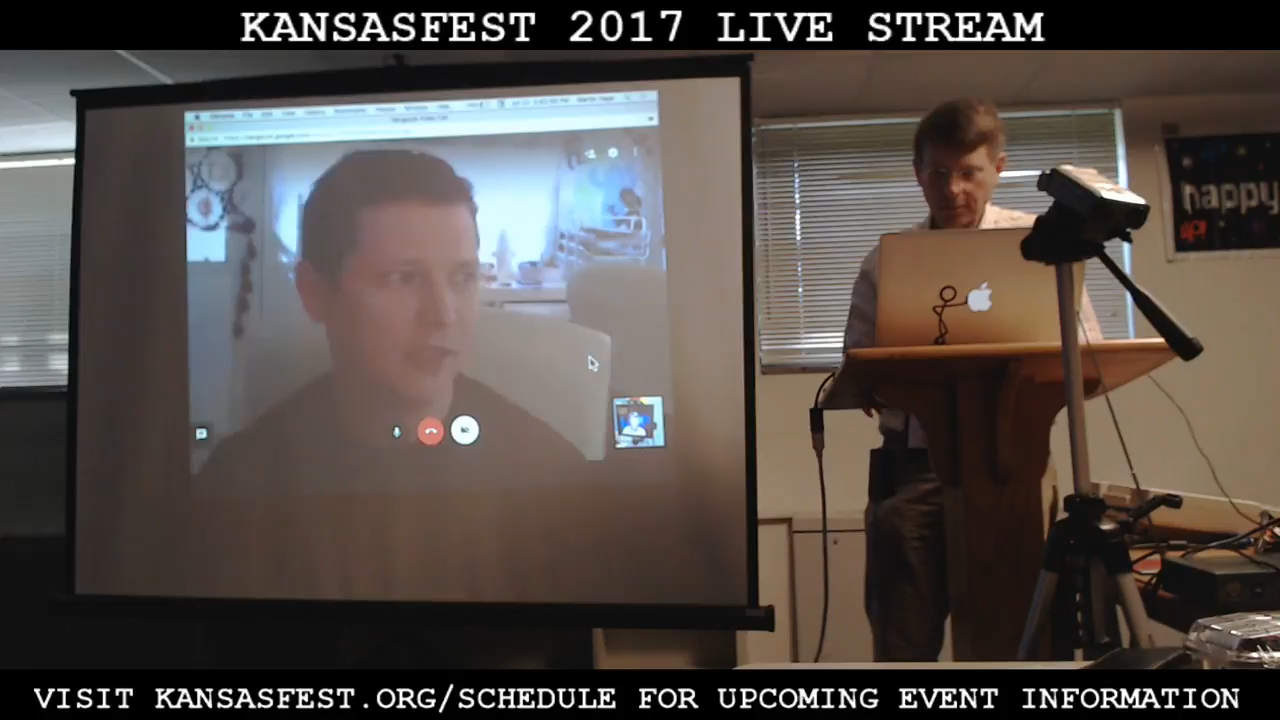 KANSASFEST 2017 LIVE STREAM
happy
VISIT KANSASFEST.ORG/SCHEDULE FOR UPCOMING EVENT INFORMATION